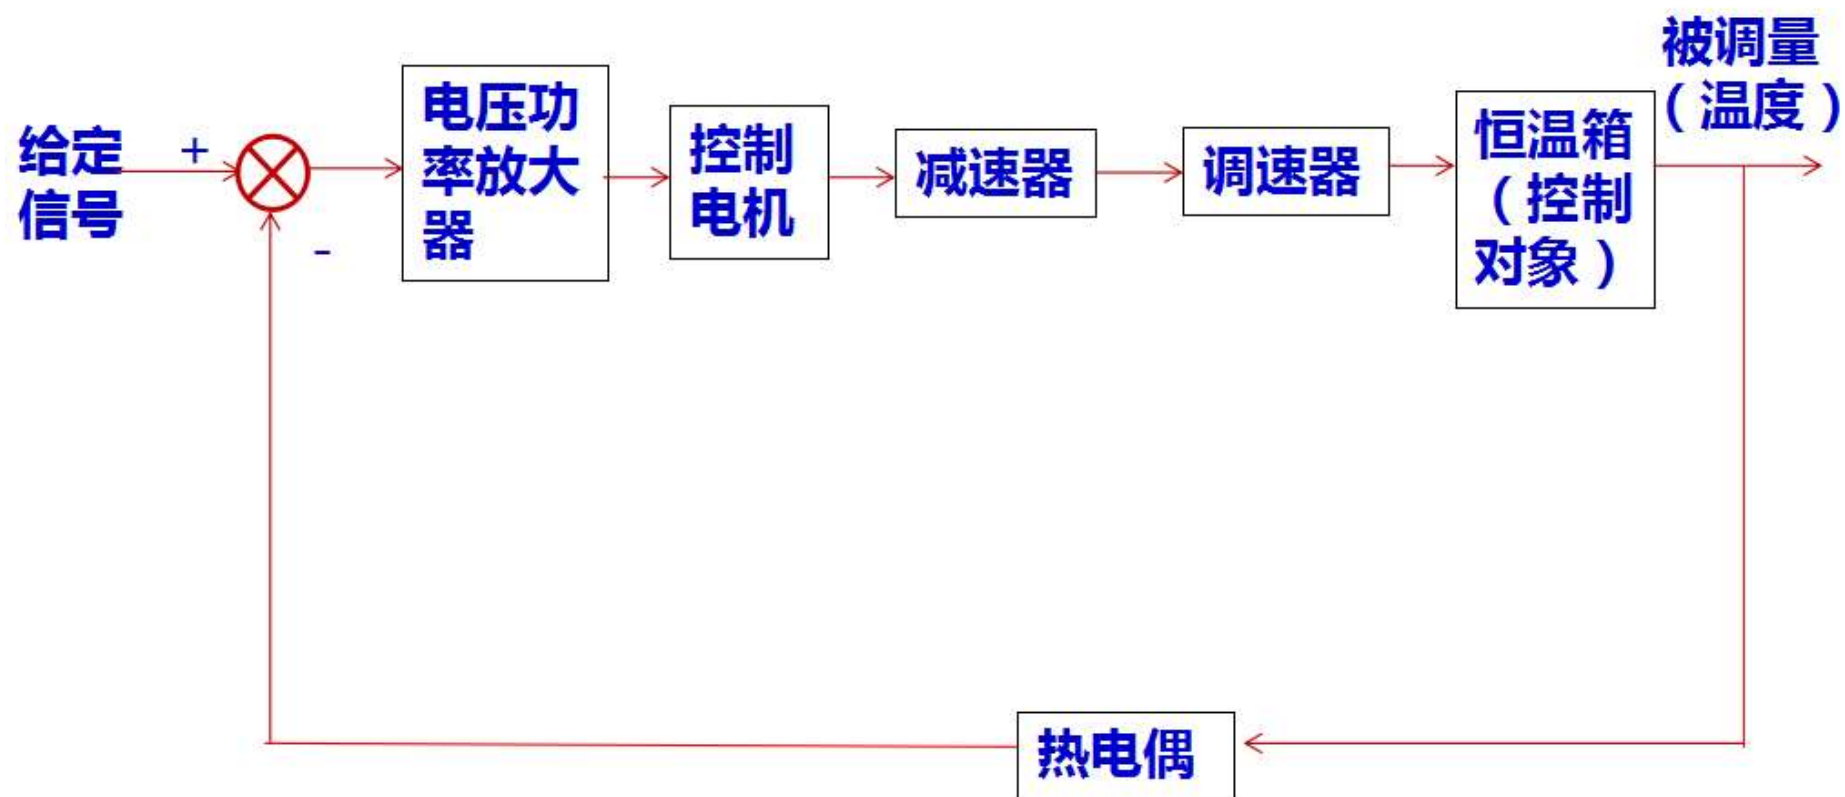 给定
信号
+
-
电压功
率放大
器
控制
电机
减速器
调速器
恒温箱
（控制
对象）
被调量
（温度）
热电偶